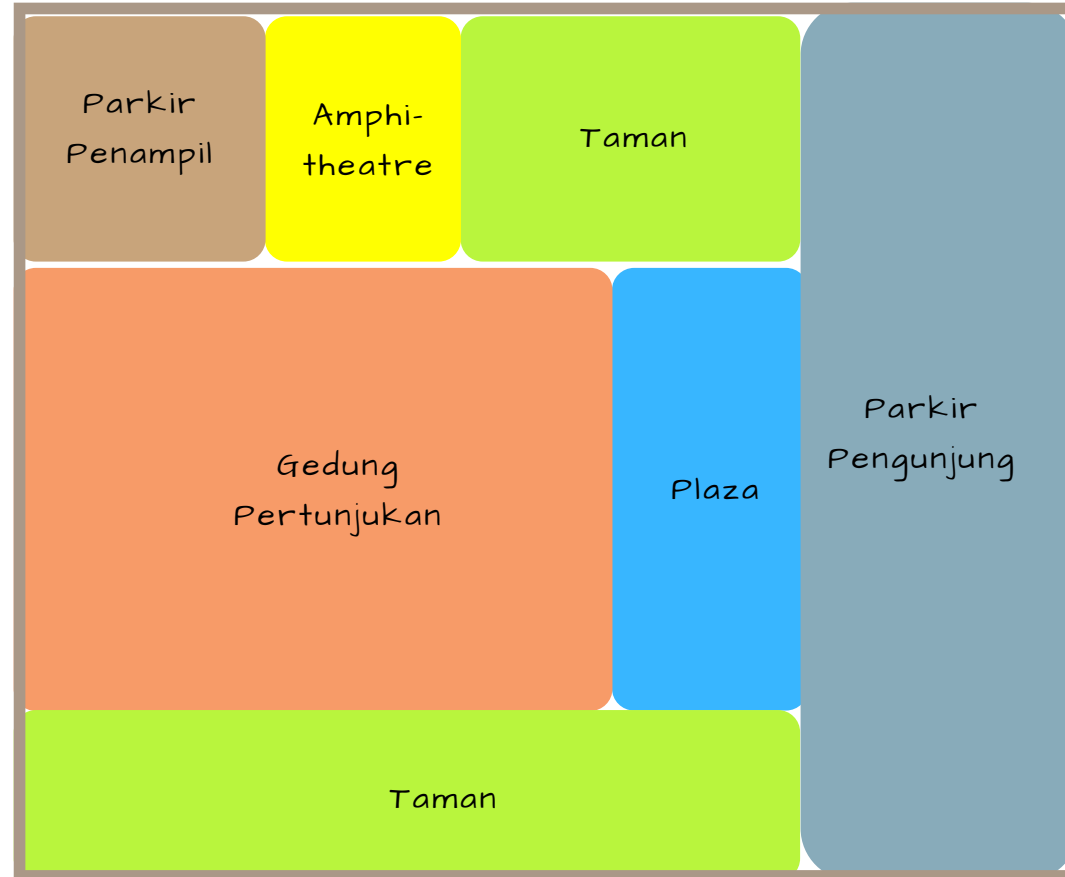 Parkir
Penampil
Amphi-
theatre
Taman
Gedung
Pertunjukan
Plaza
Parkir
Pengunjung
Taman